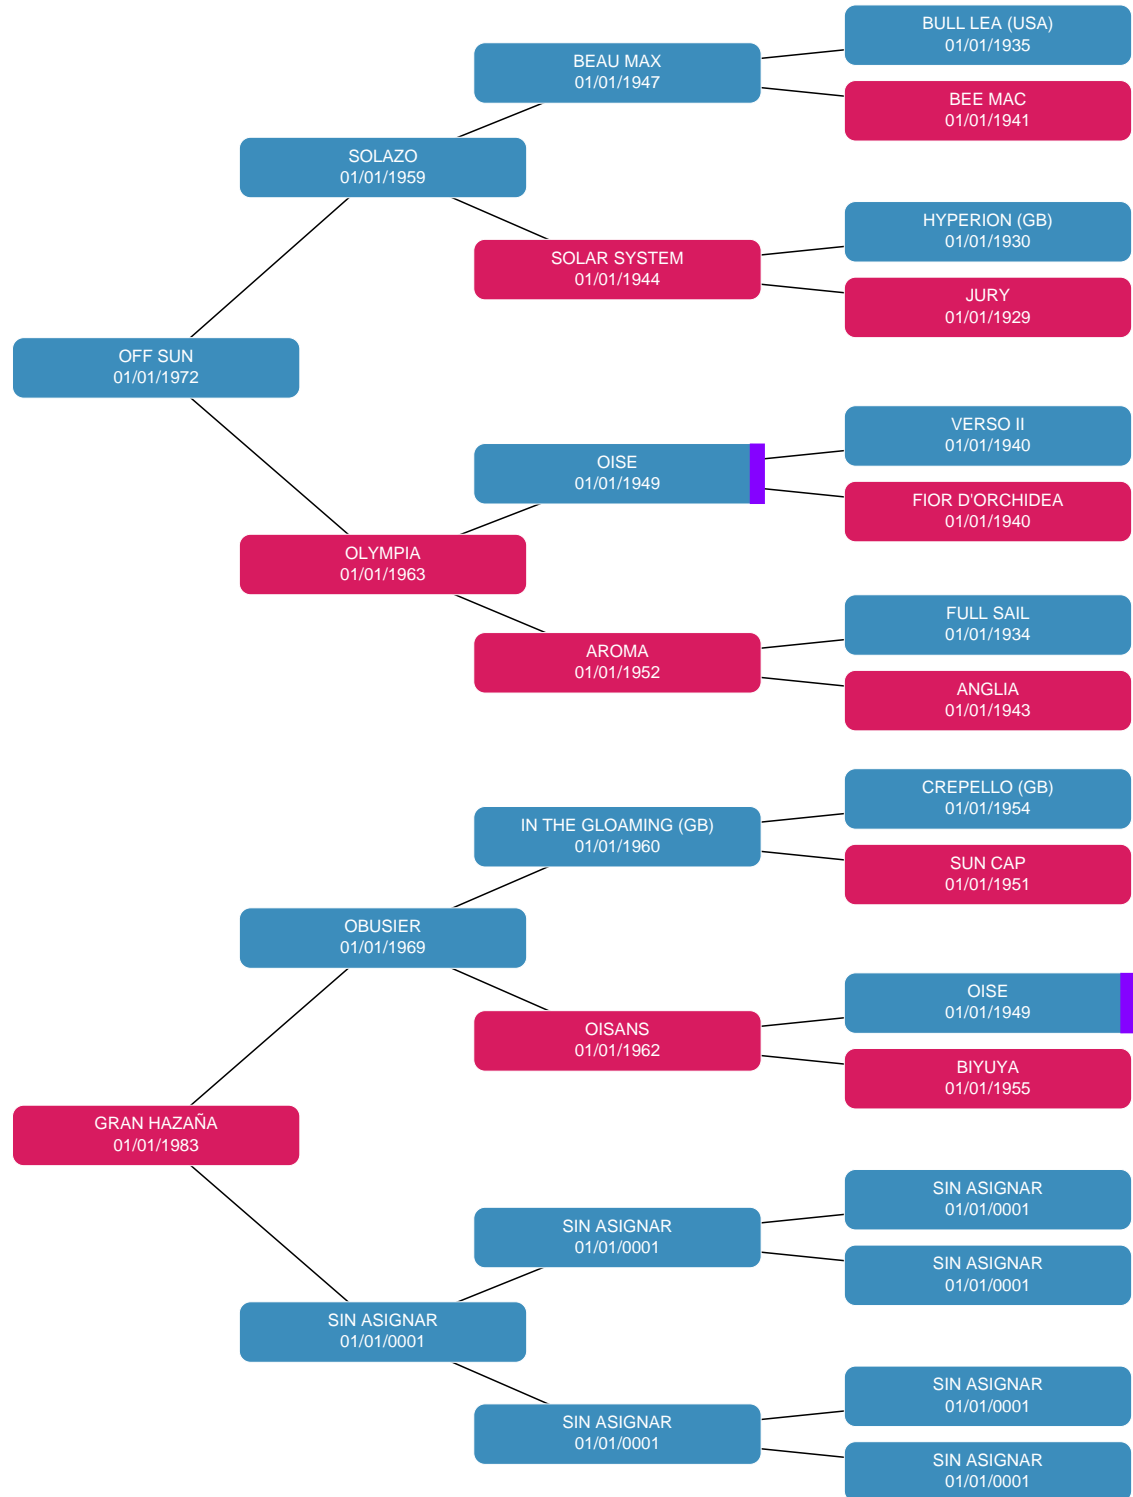 BULL LEA (USA)
01/01/1935
BEAU MAX
01/01/1947
BEE MAC
01/01/1941
SOLAZO
01/01/1959
HYPERION (GB)
01/01/1930
SOLAR SYSTEM
01/01/1944
JURY
01/01/1929
OFF SUN
01/01/1972
VERSO II
01/01/1940
OISE
01/01/1949
FIOR D'ORCHIDEA
01/01/1940
OLYMPIA
01/01/1963
FULL SAIL
01/01/1934
AROMA
01/01/1952
ANGLIA
01/01/1943
CREPELLO (GB)
01/01/1954
IN THE GLOAMING (GB)
01/01/1960
SUN CAP
01/01/1951
OBUSIER
01/01/1969
OISE
01/01/1949
OISANS
01/01/1962
BIYUYA
01/01/1955
GRAN HAZAÑA
01/01/1983
SIN ASIGNAR
01/01/0001
SIN ASIGNAR
01/01/0001
SIN ASIGNAR
01/01/0001
SIN ASIGNAR
01/01/0001
SIN ASIGNAR
01/01/0001
SIN ASIGNAR
01/01/0001
SIN ASIGNAR
01/01/0001